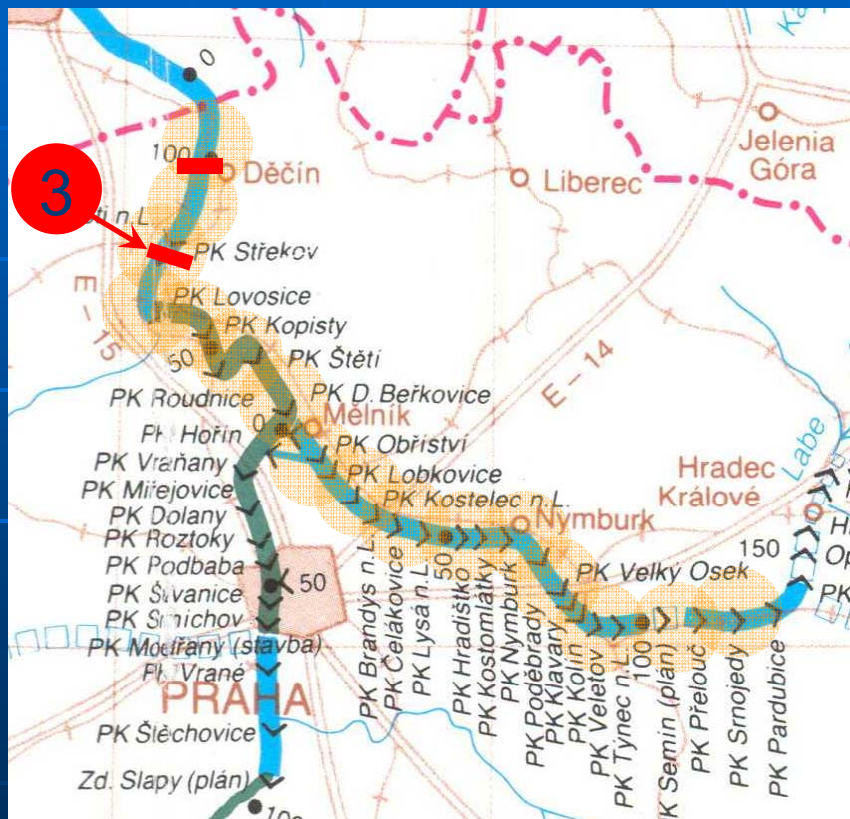 0
100
Děčín
3
PK Střekov
Liberec
Jelenia
Góra
E - 15
PK Lovosice
PK Kopisty
50
PK Štětí
E - 14
PK Roudnice
PK D. Beřkovice
0
Mělník
PK Hořín
PK Obříství
PK Vraňany
PK Lobkovice
PK Miřejovice
PK Kostelec n.L.
Labe
Hradec
Králové
PK Dolany
Nymburk
PK Roztoky
150
PK Podbaba
PK Velký Osek
50
PK Štvanice
PK Smíchov
PK Modřany (stavba)
PK Vrané
PRAHA
PK Štěchovice
Zd. Slapy (plán)
PK Brandýs n.L.
PK Čelákovice
PK Lysá n.L.
50
PK Hradištko
PK Kostomlátky
PK Nymburk
PK Poděbrady
PK Klavary
PK Kolín
PK Veletov
PK Týnec n.L.
100
PK Přelouč
PK Srnojedy
PK Pardubice
PK